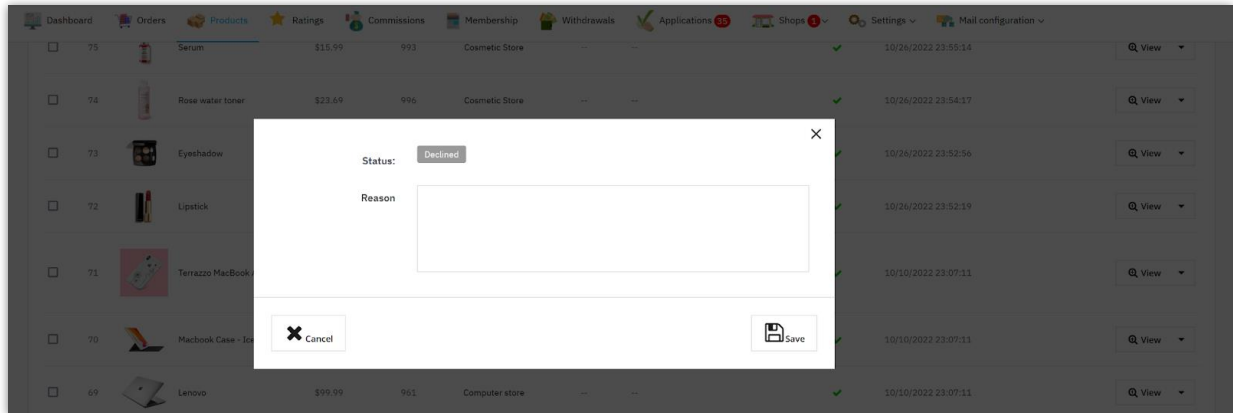 Dashboard Orders Products Ratings Commissions Membership Withdrawals Applications 35 Shops 1 Settings Mail configuration
75 Serum $15.99 993 Cosmetic Store -- -- 10/26/2022 23:55:14 View
74 Rose water toner $23.69 996 Cosmetic Store -- -- 10/26/2022 23:54:17 View
73 Eyeshadow 10/26/2022 23:52:56 View
Status: Declined
72 Lipstick 10/26/2022 23:52:19 View
Reason
71 Terrazzo MacBook 10/10/2022 23:07:11 View
70 Macbook Case - Ice 10/10/2022 23:07:11 View
Cancel Save
69 Lenovo $99.99 961 Computer store -- -- 10/10/2022 23:07:11 View